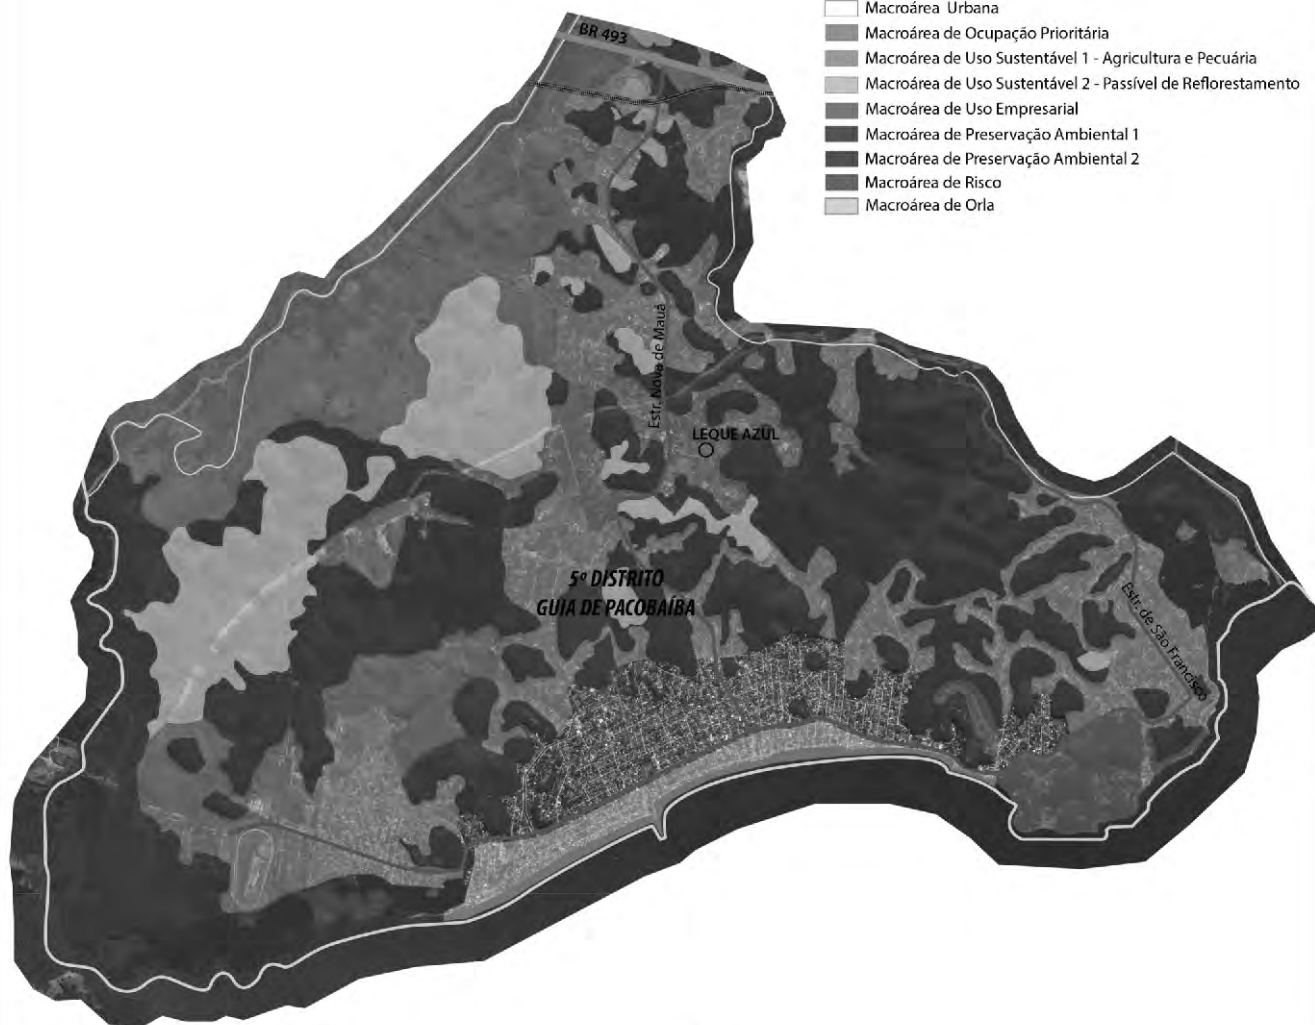 Macroárea Urbana
Macroárea de Ocupação Prioritária
Macroárea de Uso Sustentável 1 - Agricultura e Pecuária
Macroárea de Uso Sustentável 2 - Passível de Reflorestamento
Macroárea de Uso Empresarial
Macroárea de Preservação Ambiental 1
Macroárea de Preservação Ambiental 2
Macroárea de Risco
Macroárea de Orla
BR 493
Estr. Nova de Mauá
LEQUE AZUL
5º DISTRITO
GUIA DE PACOBAÍBA
Estr. de São Francisco